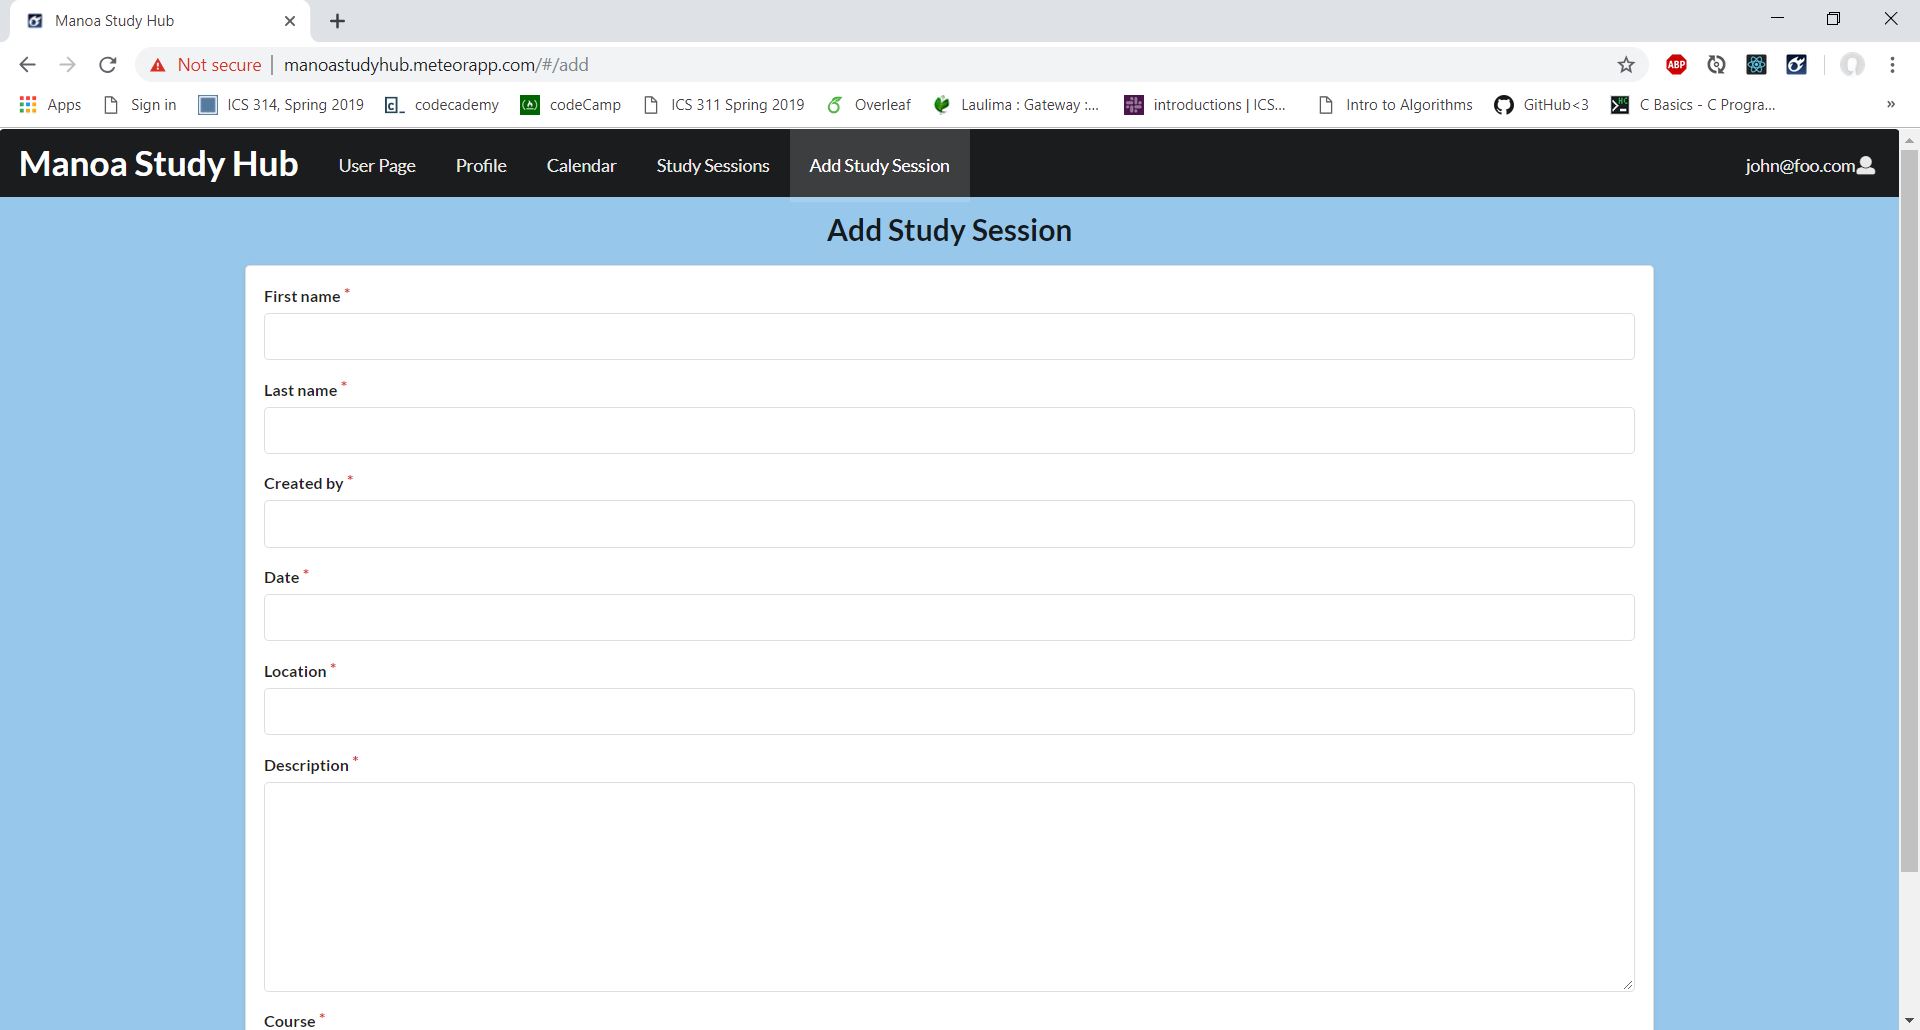 Manoa Study Hub
Not secure | manoastudyhub.meteorapp.com/#/add
ABP
Apps Sign in ICS 314, Spring 2019 codecademy codeCamp ICS 311 Spring 2019 Overleaf Laulima : Gateway :... introductions | ICS... Intro to Algorithms GitHub<3 C Basics - C Progra... »
Manoa Study Hub User Page Profile Calendar Study Sessions Add Study Session john@foo.com
Add Study Session
First name *
Last name *
Created by *
Date *
Location *
Description *
Course *